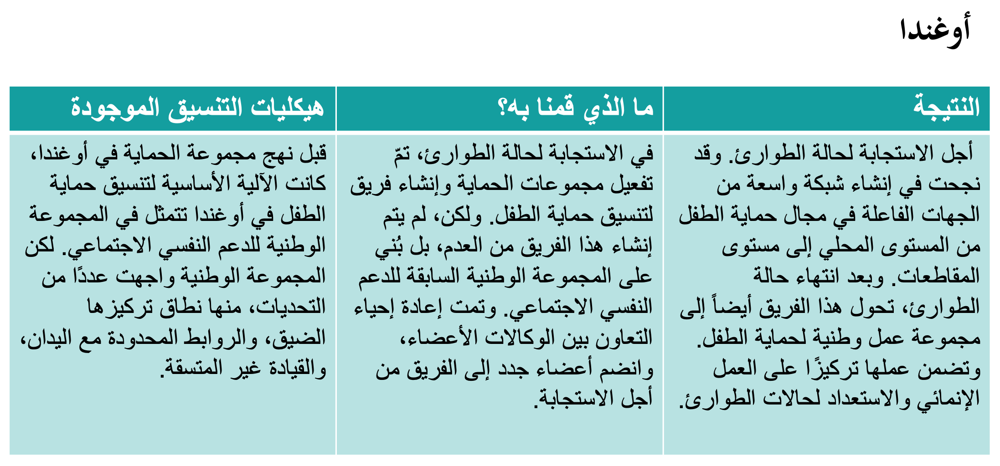 أوغندا
النتيجة
ما الذي قمنا به؟
هيكليات التنسيق الموجودة
أجل الاستجابة لحالة الطوارئ. وقد
نجحت في إنشاء شبكة واسعة من
الجهات الفاعلة في مجال حماية الطفل
من المستوى المحلي إلى مستوى
المقاطعات. وبعد انتهاء حالة
الطوارئ، تحول هذا الفريق أيضاً إلى
مجموعة عمل وطنية لحماية الطفل.
وتضمن عملها تركيزًا على العمل
الإنمائي والاستعداد لحالات الطوارئ.
في الاستجابة لحالة الطوارئ، تمّ
تفعيل مجموعات الحماية وإنشاء فريق
لتنسيق حماية الطفل. ولكن، لم يتم
إنشاء هذا الفريق من العدم، بل بُني
على المجموعة الوطنية السابقة للدعم
النفسي الاجتماعي. وتمت إعادة إحياء
التعاون بين الوكالات الأعضاء،
وانضم أعضاء جدد إلى الفريق من
أجل الاستجابة.
قبل نهج مجموعة الحماية في أوغندا،
كانت الآلية الأساسية لتنسيق حماية
الطفل في أوغندا تتمثل في المجموعة
الوطنية للدعم النفسي الاجتماعي. لكن
المجموعة الوطنية واجهت عددًا من
التحديات، منها نطاق تركيزها
الضيق، والروابط المحدودة مع اليدان،
والقيادة غير المتسقة.